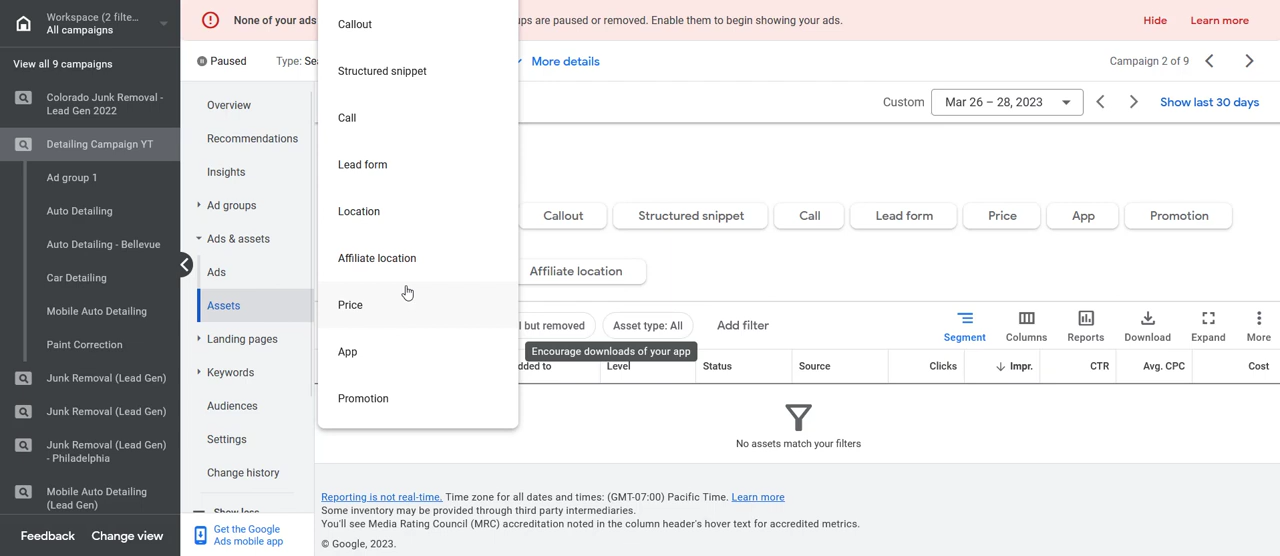 Workspace (2 filte...
All campaigns
View all 9 campaigns
Colorado Junk Removal -
Lead Gen 2022
Detailing Campaign YT
Ad group 1
Auto Detailing
Auto Detailing - Bellevue
Car Detailing
Mobile Auto Detailing
Paint Correction
Junk Removal (Lead Gen)
Junk Removal (Lead Gen)
Junk Removal (Lead Gen)
- Philadelphia
Mobile Auto Detailing
(Lead Gen)
Feedback Change view
None of your ads
ups are paused or removed. Enable them to begin showing your ads.
Hide Learn more
Paused Type: Sea
More details
Campaign 2 of 9
Custom Mar 26 – 28, 2023 Show last 30 days
Overview
Recommendations
Insights
Ad groups
Ads & assets
Ads
Assets
Landing pages
Keywords
Audiences
Settings
Change history
Show less
Get the Google
Ads mobile app
Callout
Structured snippet
Call
Lead form
Location
Affiliate location
Price
App
Promotion
Callout Structured snippet Call Lead form Price App Promotion
Affiliate location
l but removed Asset type: All Add filter
Segment Columns Reports Download Expand More
Encourage downloads of your app
dded to Level Status Source Clicks Impr. CTR Avg. CPC Cost
No assets match your filters
Reporting is not real-time. Time zone for all dates and times: (GMT-07:00) Pacific Time. Learn more
Some inventory may be provided through third party intermediaries.
You'll see Media Rating Council (MRC) accreditation noted in the column header's hover text for accredited metrics.
© Google, 2023.